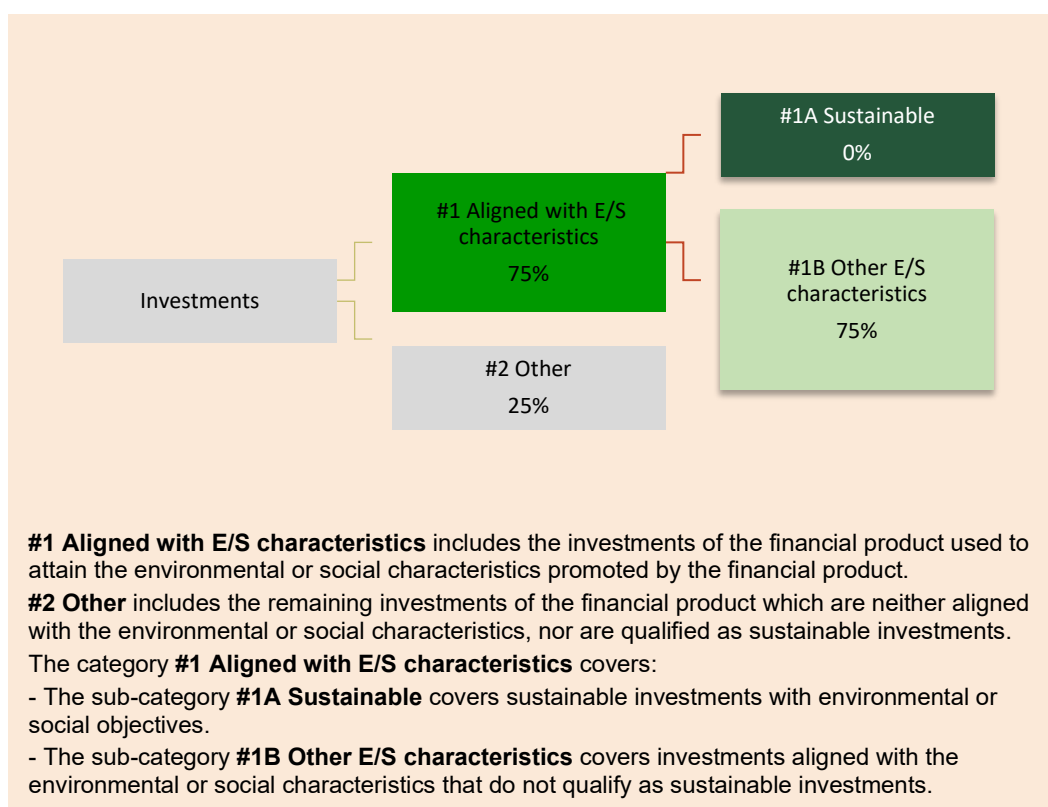 #1A Sustainable
0%
#1 Aligned with E/S
characteristics
75%
#1B Other E/S
characteristics
75%
Investments
#2 Other
25%
#1 Aligned with E/S characteristics includes the investments of the financial product used to
attain the environmental or social characteristics promoted by the financial product.
#2 Other includes the remaining investments of the financial product which are neither aligned
with the environmental or social characteristics, nor are qualified as sustainable investments.
The category #1 Aligned with E/S characteristics covers:
- The sub-category #1A Sustainable covers sustainable investments with environmental or
social objectives.
- The sub-category #1B Other E/S characteristics covers investments aligned with the
environmental or social characteristics that do not qualify as sustainable investments.